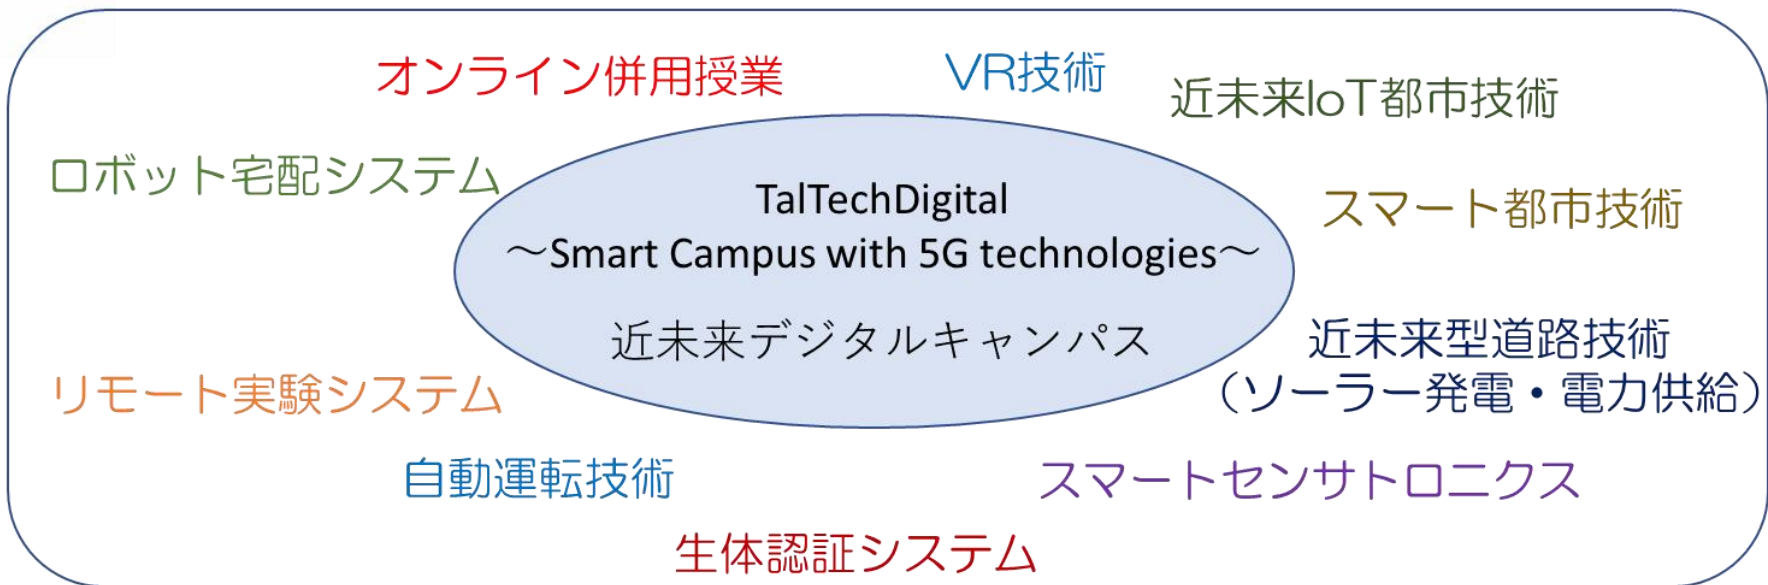 オンライン併用授業
VR技術
近未来IoT都市技術
ロボット宅配システム
TalTechDigital
～Smart Campus with 5G technologies～
近未来デジタルキャンパス
スマート都市技術
近未来型道路技術
（ソーラー発電・電力供給）
リモート実験システム
自動運転技術
スマートセンサトロニクス
生体認証システム